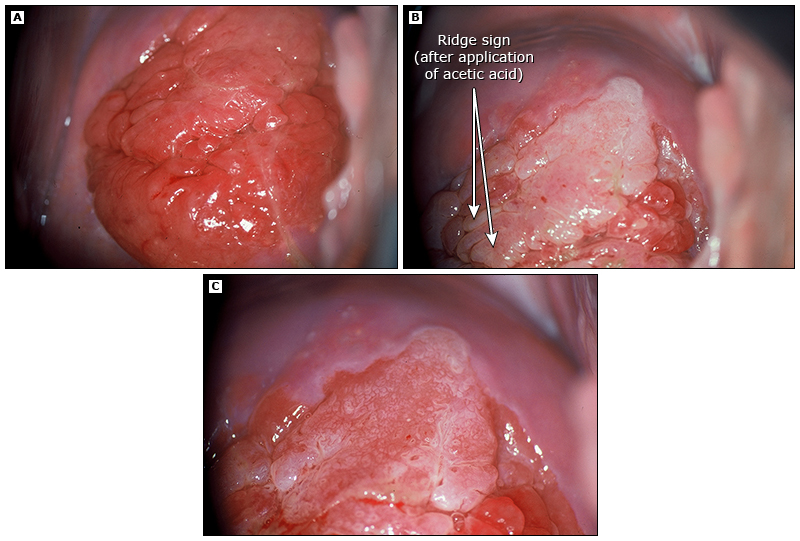 A
B
Ridge sign
(after application
of acetic acid)
C